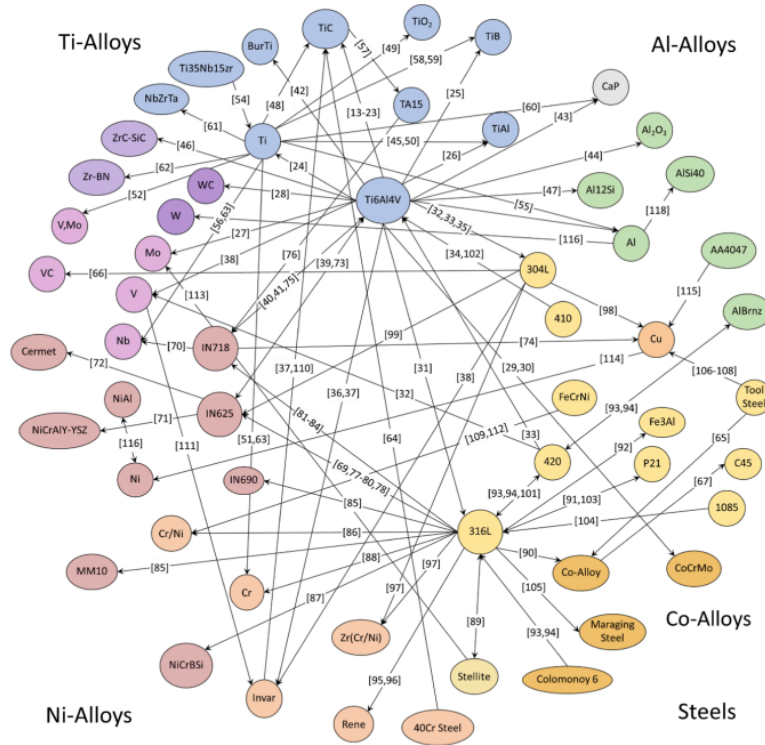 Ti-Alloys
Al-Alloys
TiC
TiO₂
BurTi
[57]
[49]
TiB
[58,59]
Ti35Nb15zr
[42]
CaP
NbZrTa
[54]
[48]
TA15
[13-23]
[25]
[60]
[43]
ZrC-SiC
[61]
Ti
[45,50]
TiAl
Al₂O₃
[46]
[24]
[26]
[44]
Zr-BN
[62]
WC
[28]
Ti6Al4V
[47]
Al12Si
AlSi40
[52]
[56,63]
[55]
[118]
V,Mo
W
[32,33,35]
[116]
Al
Mo
[27]
[34,102]
AA4047
VC
[66]
[38]
[76]
[39,73]
304L
V
[113]
[40,41,75]
[98]
[115]
410
AlBrnz
Nb
[70]
IN718
[99]
[74]
Cu
Cermet
[72]
[114]
[106-108]
[37,110]
[36,37]
[31]
[38]
[29,30]
NiAl
[32]
FeCrNi
Tool
Steel
IN625
[93,94]
NiCrAlY-YSZ
[71]
[81-84]
Fe3Al
[116]
[111]
[64]
[33]
[92]
[65]
[51,63]
[109,112]
420
P21
C45
Ni
IN690
[69,77-80,78]
[67]
[85]
[93,94,101]
[91,103]
1085
Cr/Ni
[86]
316L
[104]
[88]
[90]
MM10
[85]
[97]
Co-Alloy
CoCrMo
Cr
[87]
[97]
[105]
Co-Alloys
Zr(Cr/Ni)
Maraging
Steel
[89]
[93,94]
NiCrBSi
Stellite
Colomonoy 6
[95,96]
Invar
Ni-Alloys
Rene
40Cr Steel
Steels